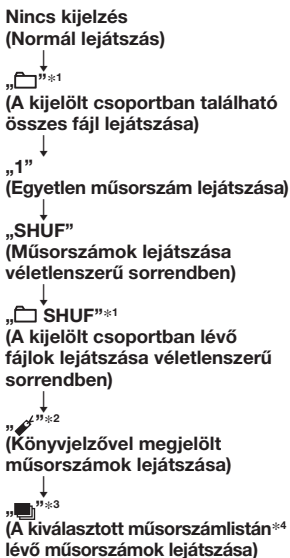 Nincs kijelzés
(Normál lejátszás)
„”*1
(A kijelölt csoportban található
összes fájl lejátszása)
„1”
(Egyetlen műsorszám lejátszása)
„SHUF”
(Műsorszámok lejátszása
véletlenszerű sorrendben)
„ SHUF”*1
(A kijelölt csoportban lévő
fájlok lejátszása véletlenszerű
sorrendben)
„”*2
(Könyvjelzővel megjelölt
műsorszámok lejátszása)
„”*3
(A kiválasztott műsorszámlistán*4
lévő műsorszámok lejátszása)